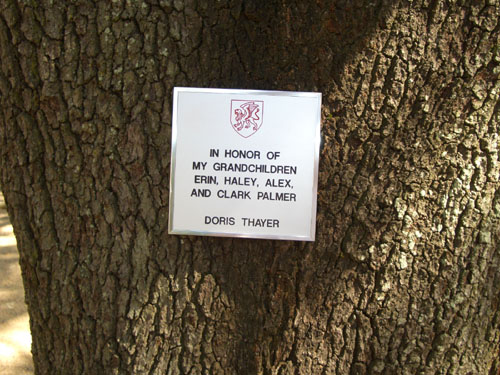 IN HONOR OF
MY GRANDCHILDREN
ERIN, HALEY, ALEX,
AND CLARK PALMER
DORIS THAYER